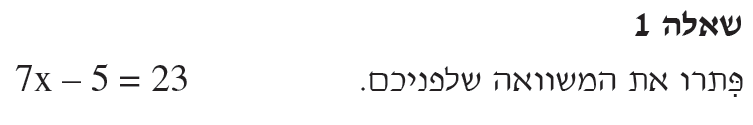 שאלה 1
פִּתרו את המשוואה שלפניכם.
7x – 5 = 23